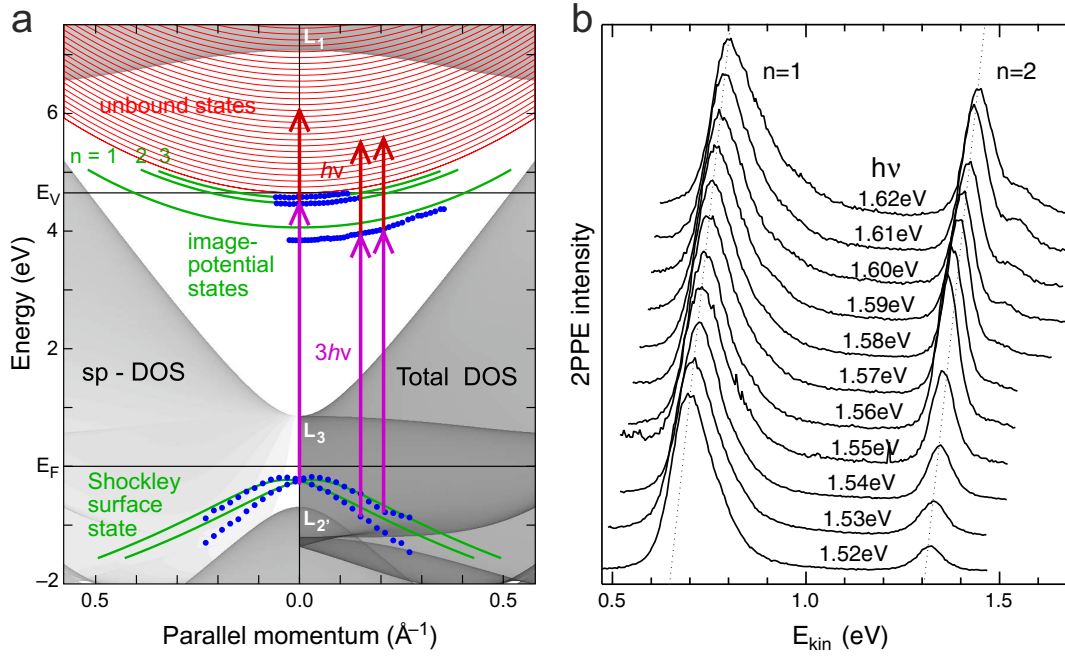 a
L1
6
unbound states
n = 1 2 3
hν
EV
4
image-
potential
states
Energy (eV)
3hν
2
sp - DOS
Total DOS
L3
EF
Shockley
surface
state
L2'
–2
0.5
0.0
0.5
Parallel momentum (Å–1)
b
n=1
n=2
hν
1.62eV
1.61eV
1.60eV
1.59eV
1.58eV
1.57eV
1.56eV
1.55eV
1.54eV
1.53eV
1.52eV
2PPE intensity
0.5
1.0
1.5
Ekin (eV)